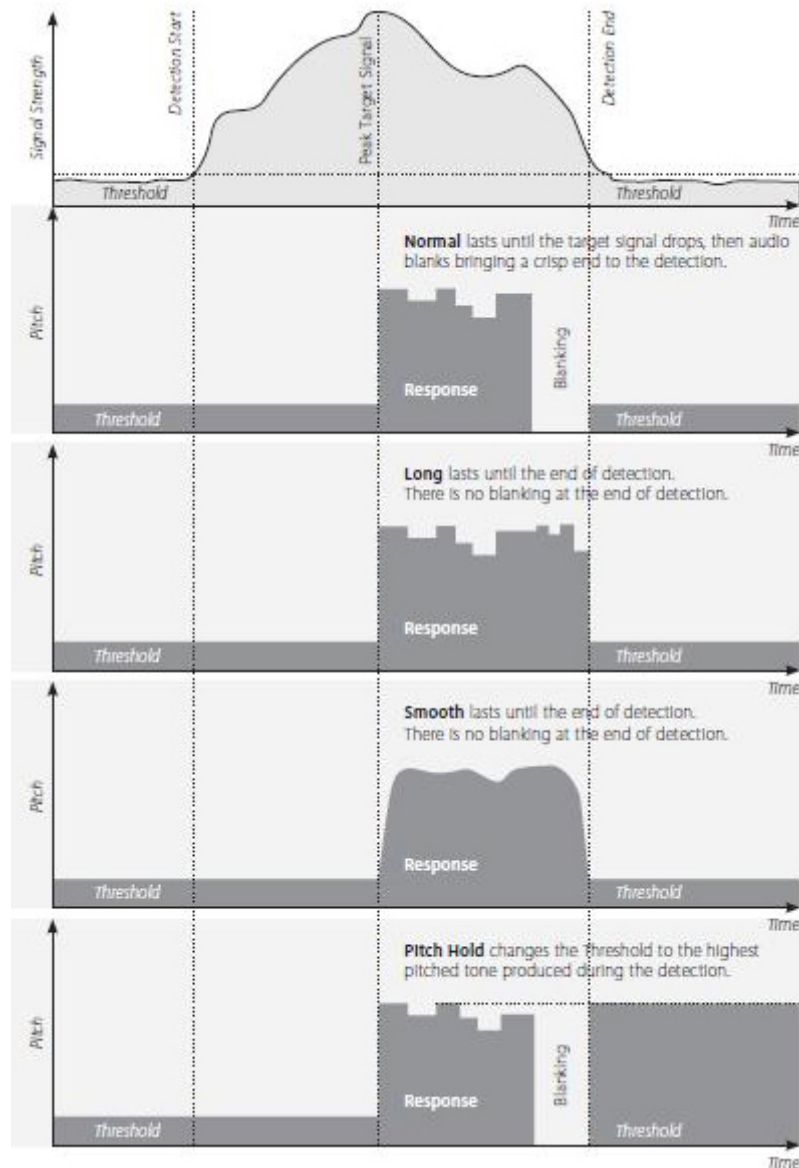 Signal Strength
Detection Start
Peak Target Signal
Detection End
Threshold
Threshold
Time
Normal lasts until the target signal drops, then audio
blanks bringing a crisp end to the detection.
Pitch
Response
Blanking
Threshold
Threshold
Time
Long lasts until the end of detection.
There is no blanking at the end of detection.
Pitch
Response
Threshold
Threshold
Time
Smooth lasts until the end of detection.
There is no blanking at the end of detection.
Pitch
Response
Threshold
Threshold
Time
Pitch Hold changes the Threshold to the highest
pitched tone produced during the detection.
Pitch
Response
Blanking
Threshold
Threshold
Time